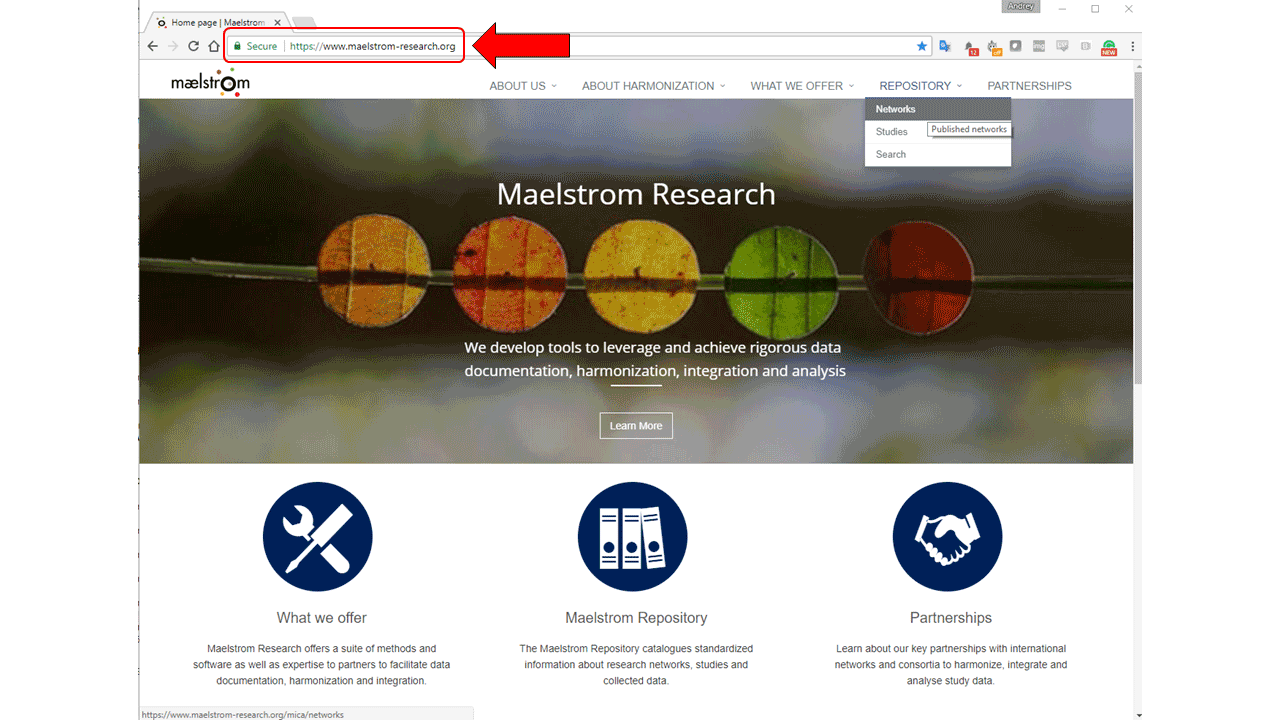 Andrey
Home page | Maelstrom
Secure
https://www.maelstrom-research.org
12
off
img
NEW
mælstrom
ABOUT US
ABOUT HARMONIZATION
WHAT WE OFFER
REPOSITORY
PARTNERSHIPS
Networks
Studies
Published networks
Search
Maelstrom Research
We develop tools to leverage and achieve rigorous data
documentation, harmonization, integration and analysis
Learn More
What we offer
Maelstrom Research offers a suite of methods and
software as well as expertise to partners to facilitate data
documentation, harmonization and integration.
Maelstrom Repository
The Maelstrom Repository catalogues standardized
information about research networks, studies and
collected data.
Partnerships
Learn about our key partnerships with international
networks and consortia to harmonize, integrate and
analyse study data.
https://www.maelstrom-research.org/mica/networks